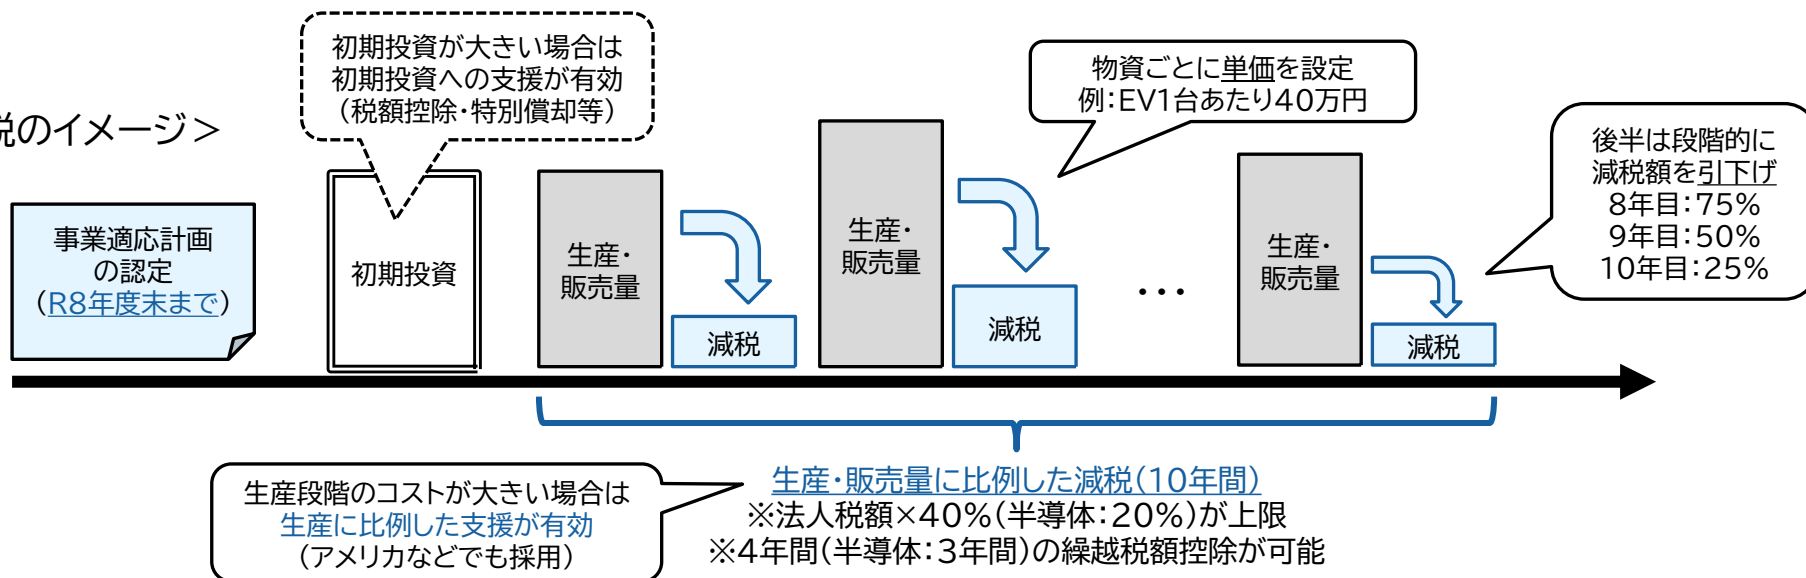 税のイメージ＞
事業適応計画
の認定
（R8年度末まで）
初期投資が大きい場合は
初期投資への支援が有効
（税額控除・特別償却等）
初期投資
生産・
販売量
減税
生産・
販売量
減税
物資ごとに単価を設定
例：EV1台あたり40万円
･･･
生産・
販売量
減税
後半は段階的に
減税額を引下げ
8年目：75%
9年目：50%
10年目：25%
生産段階のコストが大きい場合は
生産に比例した支援が有効
（アメリカなどでも採用）
生産・販売量に比例した減税（10年間）
※法人税額×40%（半導体：20%）が上限
※4年間（半導体：3年間）の繰越税額控除が可能